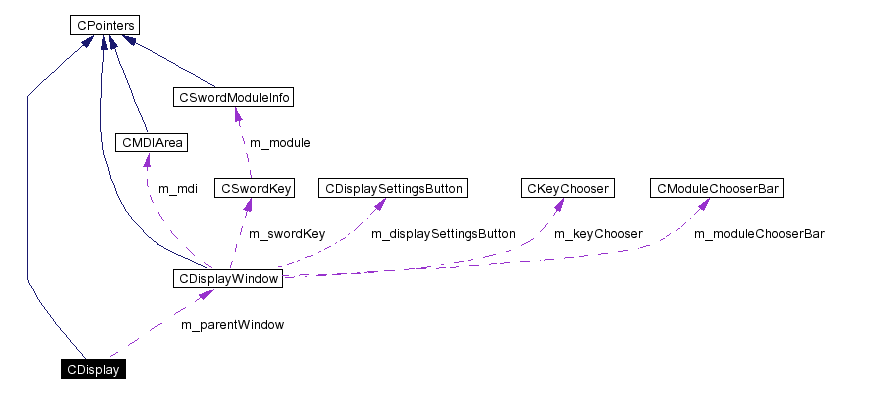 CPointers
CSwordModuleInfo
CMDIArea
m_module
m_mdi
CSwordKey
CDisplaySettingsButton
CKeyChooser
CModuleChooserBar
m_swordKey
m_displaySettingsButton
m_keyChooser
m_moduleChooserBar
CDisplayWindow
m_parentWindow
CDisplay